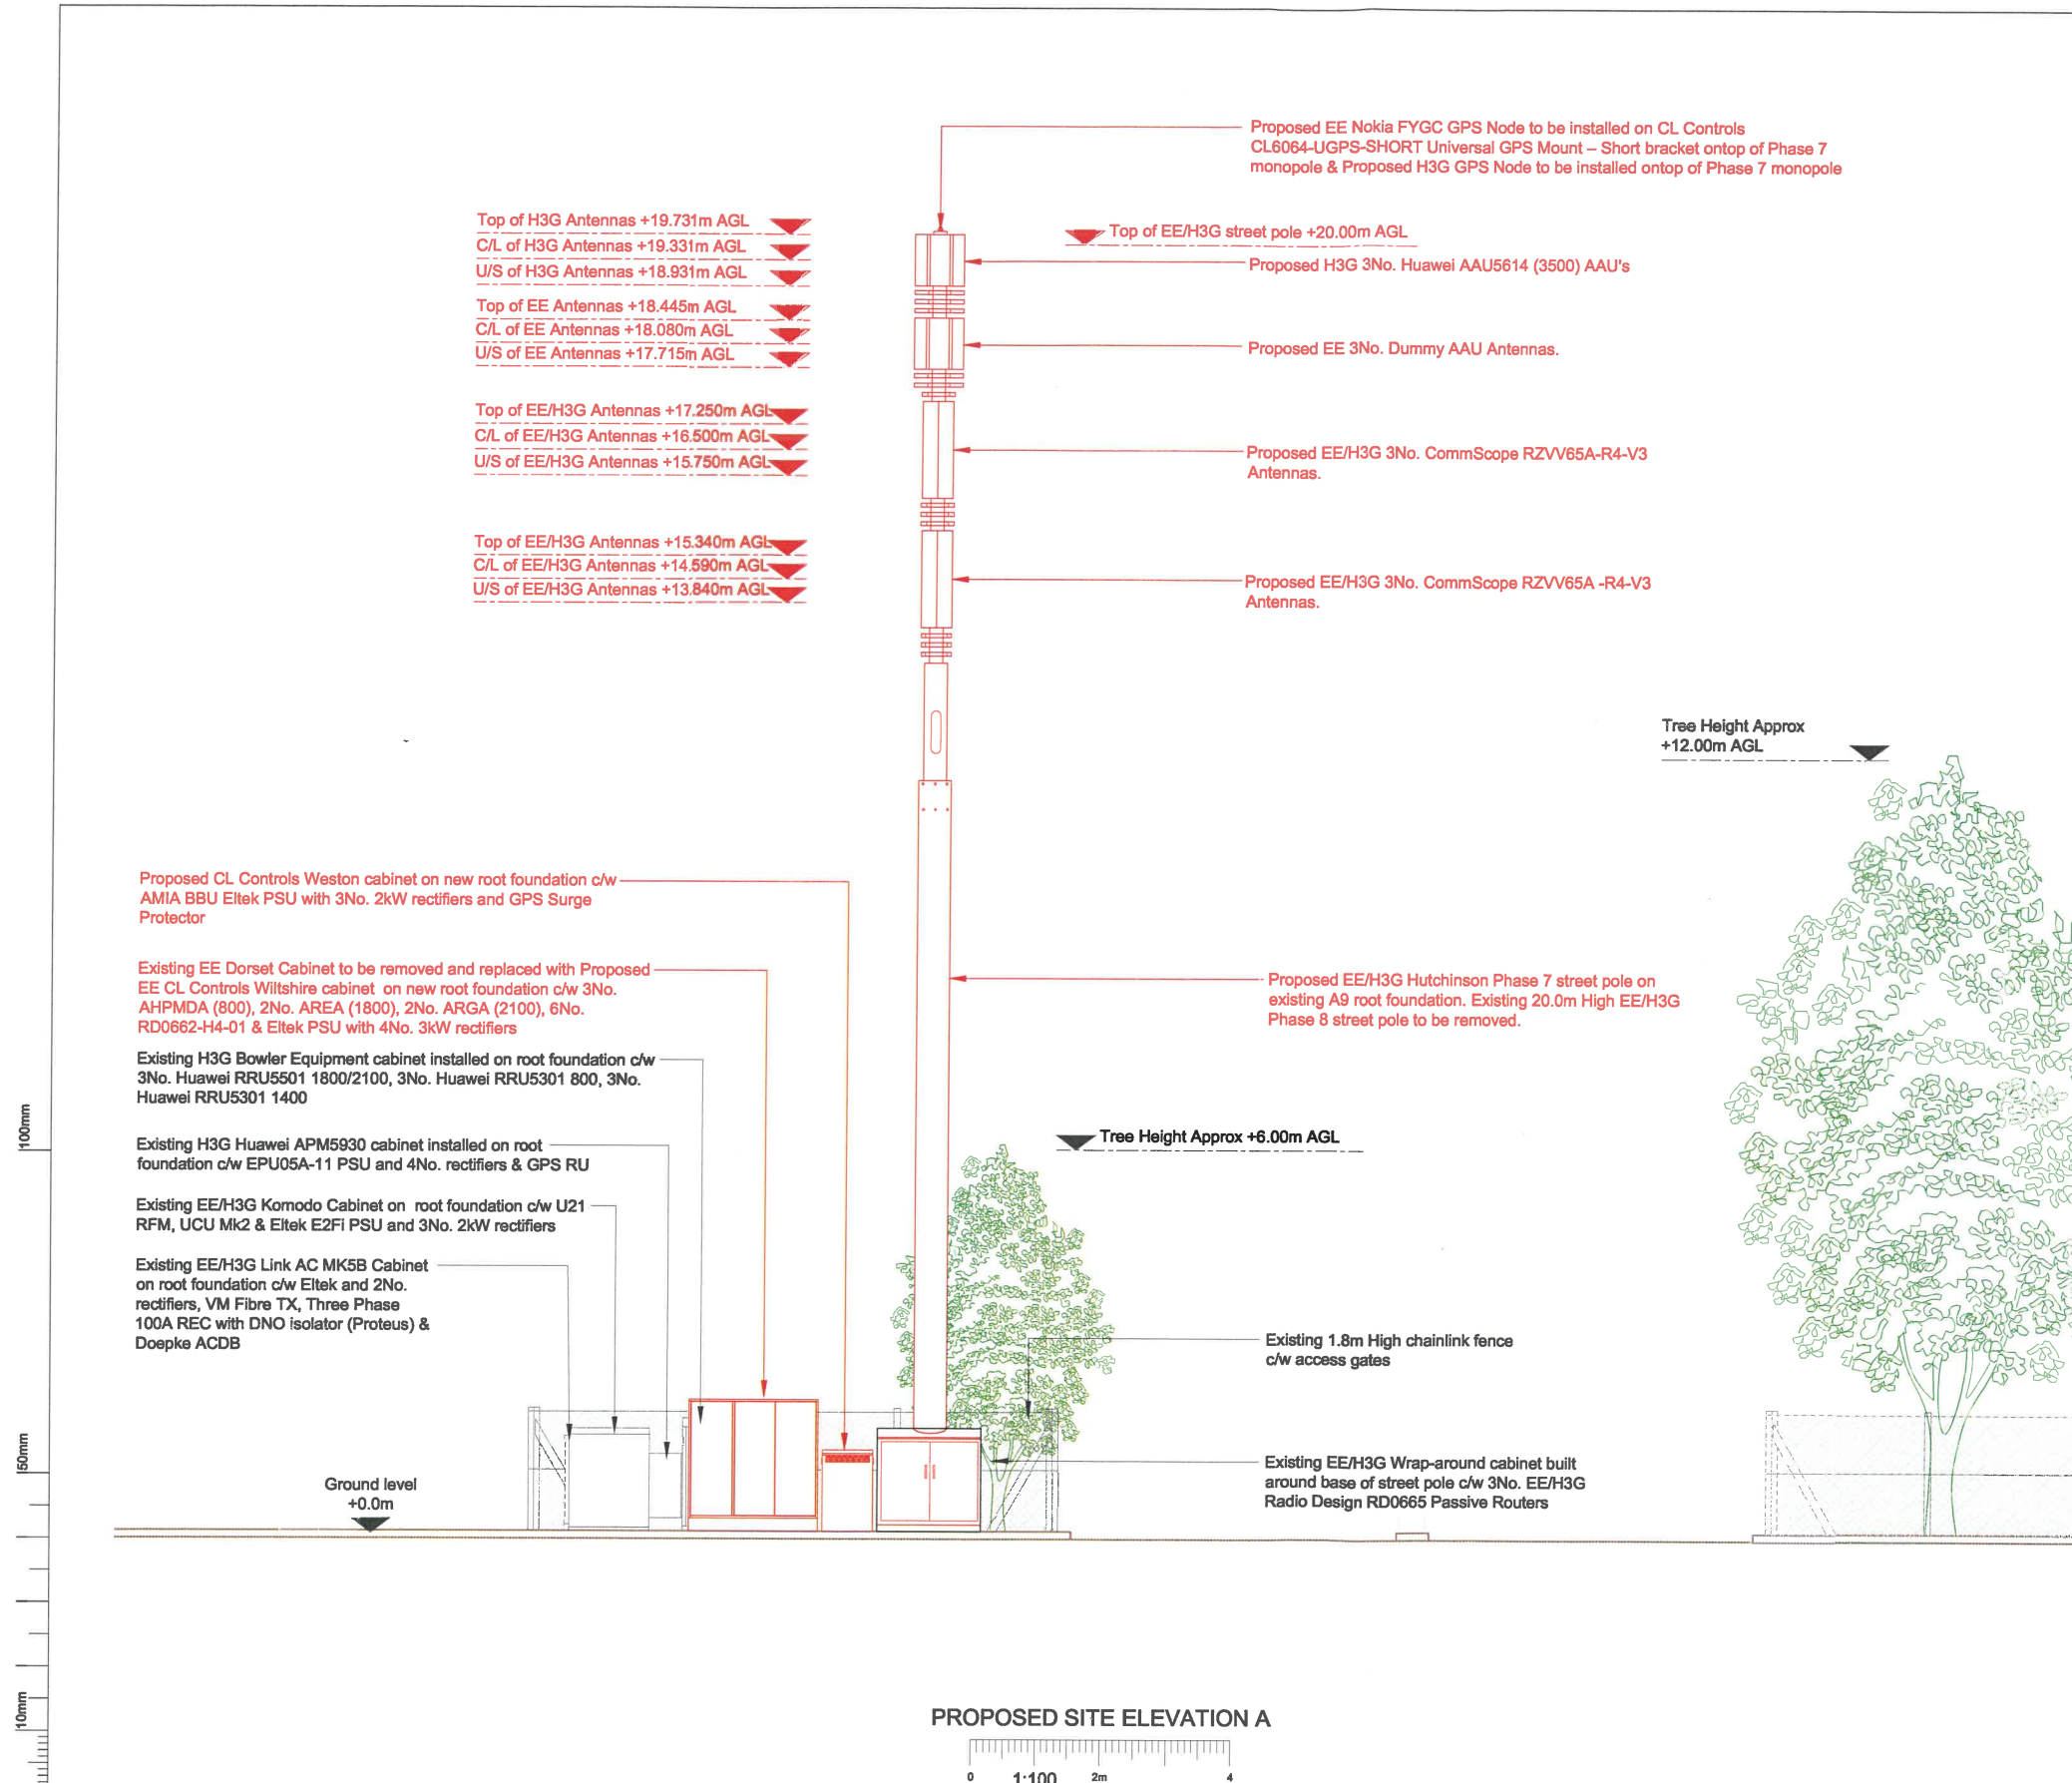 Proposed EE Nokia FYGC GPS Node to be installed on CL Controls
CL6064-UGPS-SHORT Universal GPS Mount – Short bracket ontop of Phase 7
monopole & Proposed H3G GPS Node to be installed ontop of Phase 7 monopole
Top of H3G Antennas +19.731m AGL
C/L of H3G Antennas +19.331m AGL
U/S of H3G Antennas +18.931m AGL
Top of EE/H3G street pole +20.00m AGL
Proposed H3G 3No. Huawei AAU5614 (3500) AAU's
Top of EE Antennas +18.445m AGL
C/L of EE Antennas +18.080m AGL
U/S of EE Antennas +17.715m AGL
Proposed EE 3No. Dummy AAU Antennas.
Top of EE/H3G Antennas +17.250m AGL
C/L of EE/H3G Antennas +16.500m AGL
U/S of EE/H3G Antennas +15.750m AGL
Proposed EE/H3G 3No. CommScope RZVV65A-R4-V3
Antennas.
Top of EE/H3G Antennas +15.340m AGL
C/L of EE/H3G Antennas +14.590m AGL
U/S of EE/H3G Antennas +13.840m AGL
Proposed EE/H3G 3No. CommScope RZVV65A -R4-V3
Antennas.
Tree Height Approx
+12.00m AGL
Proposed CL Controls Weston cabinet on new root foundation c/w
AMIA BBU Eltek PSU with 3No. 2kW rectifiers and GPS Surge
Protector
Existing EE Dorset Cabinet to be removed and replaced with Proposed
EE CL Controls Wiltshire cabinet on new root foundation c/w 3No.
AHPMDA (800), 2No. AREA (1800), 2No. ARGA (2100), 6No.
RD0662-H4-01 & Eltek PSU with 4No. 3kW rectifiers
Proposed EE/H3G Hutchinson Phase 7 street pole on
existing A9 root foundation. Existing 20.0m High EE/H3G
Phase 8 street pole to be removed.
Existing H3G Bowler Equipment cabinet installed on root foundation c/w
3No. Huawei RRU5501 1800/2100, 3No. Huawei RRU5301 800, 3No.
Huawei RRU5301 1400
Existing H3G Huawei APM5930 cabinet installed on root
foundation c/w EPU05A-11 PSU and 4No. rectifiers & GPS RU
Tree Height Approx +6.00m AGL
Existing EE/H3G Komodo Cabinet on root foundation c/w U21
RFM, UCU Mk2 & Eltek E2Fi PSU and 3No. 2kW rectifiers
Existing EE/H3G Link AC MK5B Cabinet
on root foundation c/w Eltek and 2No.
rectifiers, VM Fibre TX, Three Phase
100A REC with DNO isolator (Proteus) &
Doepke ACDB
Existing 1.8m High chainlink fence
c/w access gates
Existing EE/H3G Wrap-around cabinet built
around base of street pole c/w 3No. EE/H3G
Radio Design RD0665 Passive Routers
Ground level
+0.0m
100mm
50mm
10mm
PROPOSED SITE ELEVATION A
0 1:100 2m 4